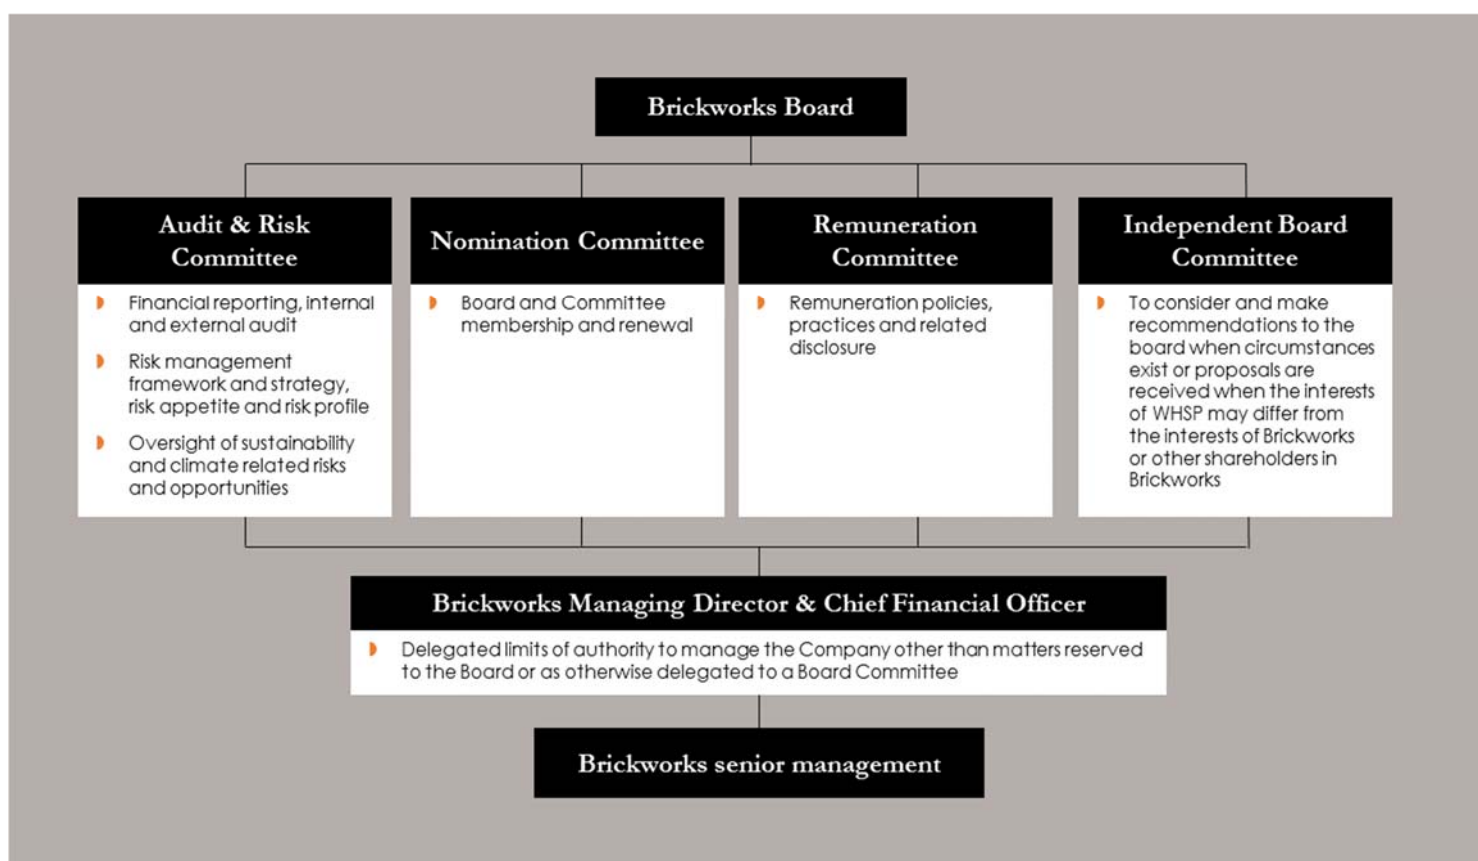 Brickworks Board
Audit & Risk
Committee
Financial reporting, internal
and external audit
Risk management
framework and strategy,
risk appetite and risk profile
Oversight of sustainability
and climate related risks
and opportunities
Nomination Committee
Board and Committee
membership and renewal
Remuneration
Committee
Remuneration policies,
practices and related
disclosure
Independent Board
Committee
To consider and make
recommendations to the
board when circumstances
exist or proposals are
received when the interests
of WHSP may differ from
the interests of Brickworks
or other shareholders in
Brickworks
Brickworks Managing Director & Chief Financial Officer
Delegated limits of authority to manage the Company other than matters reserved
to the Board or as otherwise delegated to a Board Committee
Brickworks senior management